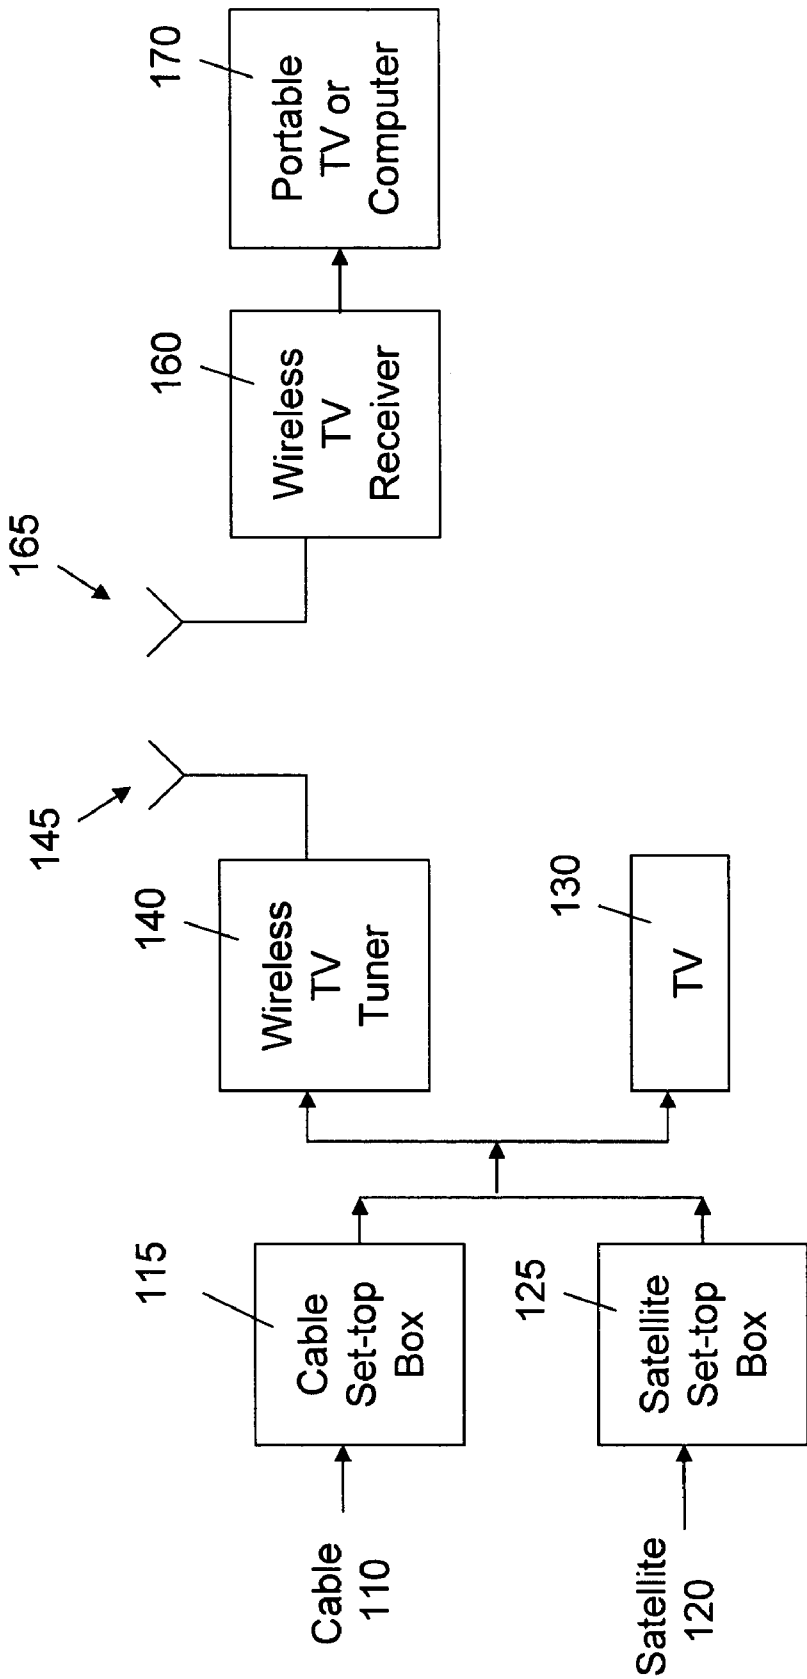 Cable
110
Satellite
120
115
Cable
Set-top
Box
125
Satellite
Set-top
Box
140
Wireless
TV
Tuner
145
130
TV
165
160
Wireless
TV
Receiver
170
Portable
TV or
Computer